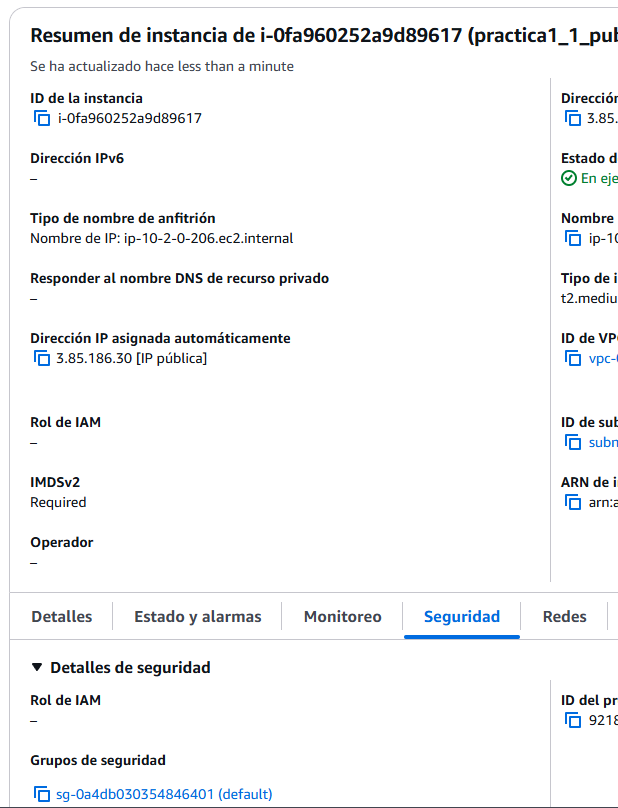 Resumen de instancia de i-0fa960252a9d89617 (practica1_1_pub
Se ha actualizado hace less than a minute
ID de la instancia
i-0fa960252a9d89617
Dirección IPv6
–
Tipo de nombre de anfitrión
Nombre de IP: ip-10-2-0-206.ec2.internal
Responder al nombre DNS de recurso privado
–
Dirección IP asignada automáticamente
3.85.186.30 [IP pública]
Rol de IAM
–
IMDSv2
Required
Operador
–
Dirección
3.85.
Estado d
En eje
Nombre
ip-10
Tipo de i
t2.mediu
ID de VPC
vpc-
ID de sub
subn
ARN de i
arn:a
Detalles
Estado y alarmas
Monitoreo
Seguridad
Redes
Detalles de seguridad
Rol de IAM
–
ID del pr
9218
Grupos de seguridad
sg-0a4db030354846401 (default)